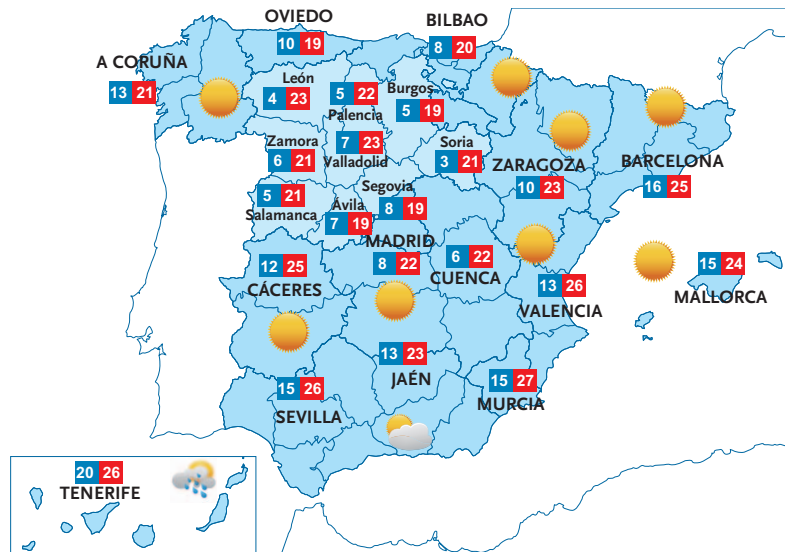 OVIEDO
10 19
BILBAO
8 20
A CORUÑA
13 21
León
4 23
5 22
Palencia
Burgos
5 19
Zamora
6 21
7 23
Valladolid
Soria
3 21
ZARAGOZA
10 23
BARCELONA
16 25
5 21
Salamanca
Ávila
7 19
Segovia
8 19
MADRID
8 22
6 22
CUENCA
12 25
CÁCERES
13 26
VALENCIA
15 24
MALLORCA
13 23
JAÉN
15 27
MURCIA
15 26
SEVILLA
20 26
TENERIFE